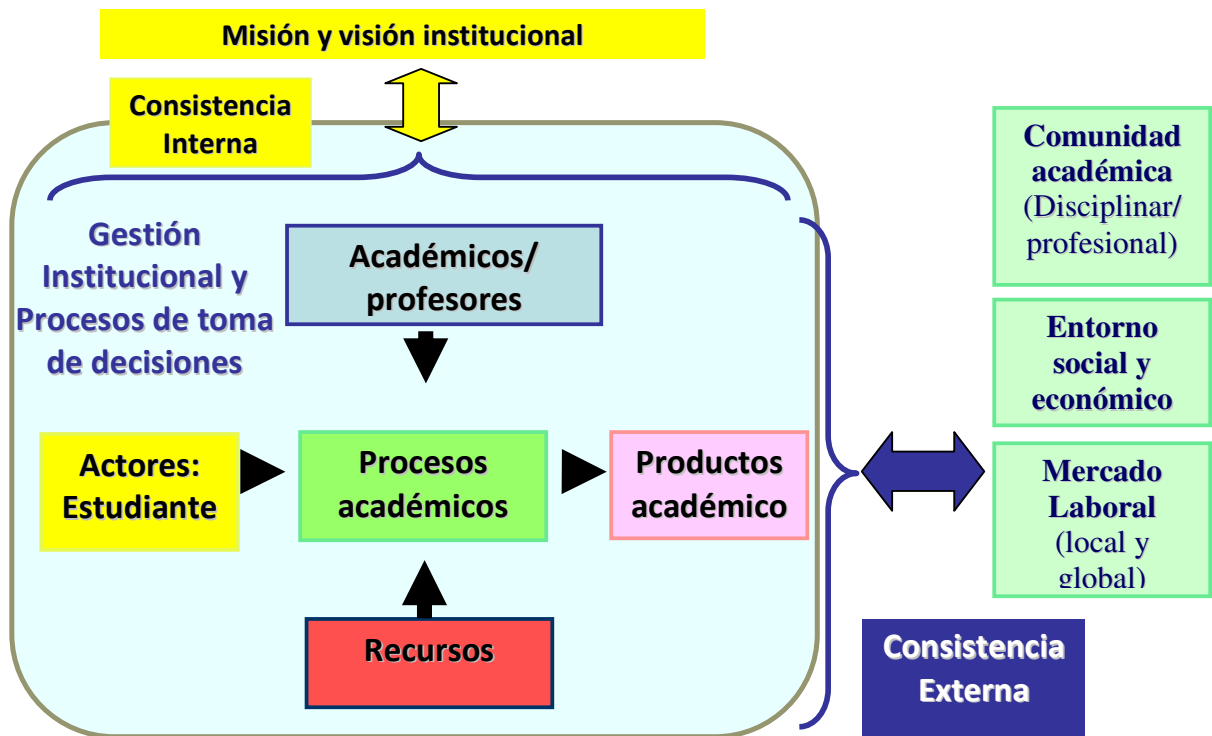 Misión y visión institucional
Consistencia
Interna
Gestión
Institucional y
Procesos de toma
de decisiones
Académicos/
profesores
Actores:
Estudiante
Procesos
académicos
Productos
académico
Recursos
Comunidad
académica
(Disciplinar/
profesional)
Entorno
social y
económico
Mercado
Laboral
(local y
global)
Consistencia
Externa